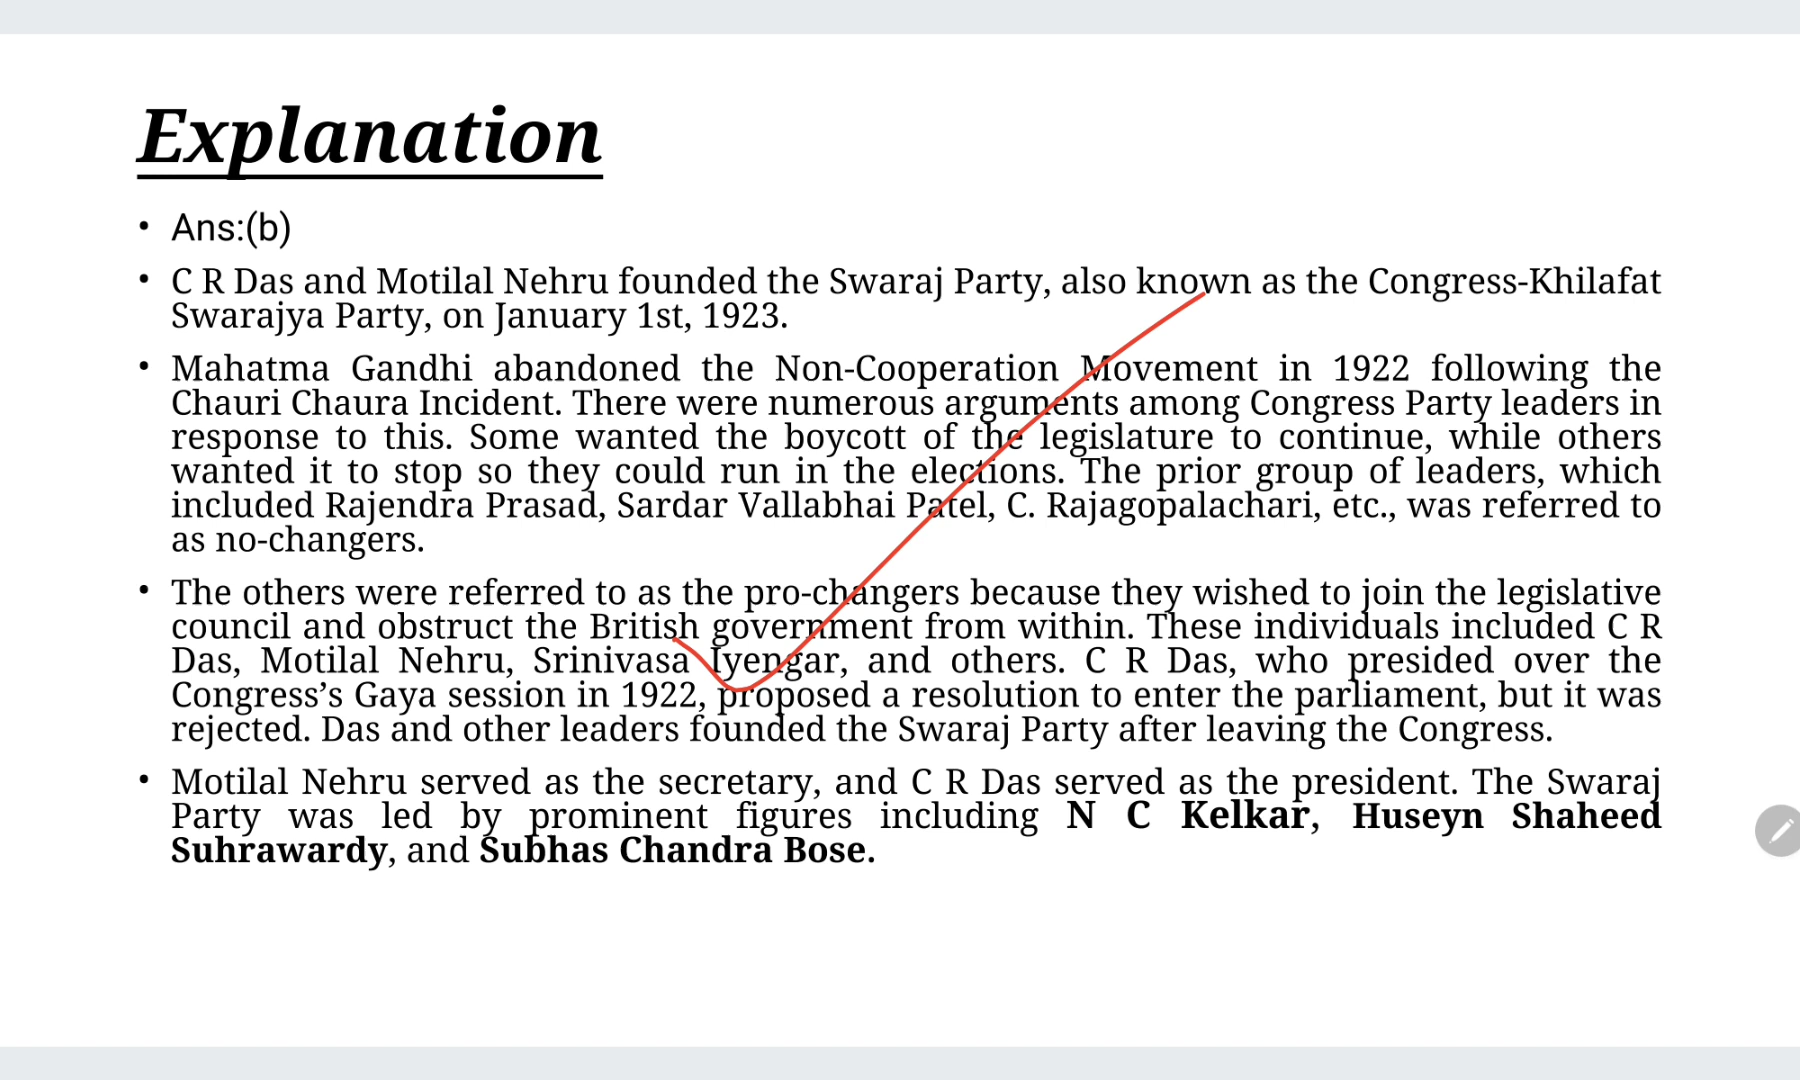 Explanation
• Ans:(b)
• C R Das and Motilal Nehru founded the Swaraj Party, also known as the Congress-Khilafat
Swarajya Party, on January 1st, 1923.
• Mahatma Gandhi abandoned the Non-Cooperation Movement in 1922 following the
Chauri Chaura Incident. There were numerous arguments among Congress Party leaders in
response to this. Some wanted the boycott of the legislature to continue, while others
wanted it to stop so they could run in the elections. The prior group of leaders, which
included Rajendra Prasad, Sardar Vallabhai Patel, C. Rajagopalachari, etc., was referred to
as no-changers.
• The others were referred to as the pro-changers because they wished to join the legislative
council and obstruct the British government from within. These individuals included C R
Das, Motilal Nehru, Srinivasa Iyengar, and others. C R Das, who presided over the
Congress’s Gaya session in 1922, proposed a resolution to enter the parliament, but it was
rejected. Das and other leaders founded the Swaraj Party after leaving the Congress.
• Motilal Nehru served as the secretary, and C R Das served as the president. The Swaraj
Party was led by prominent figures including N C Kelkar, Huseyn Shaheed
Suhrawardy, and Subhas Chandra Bose.